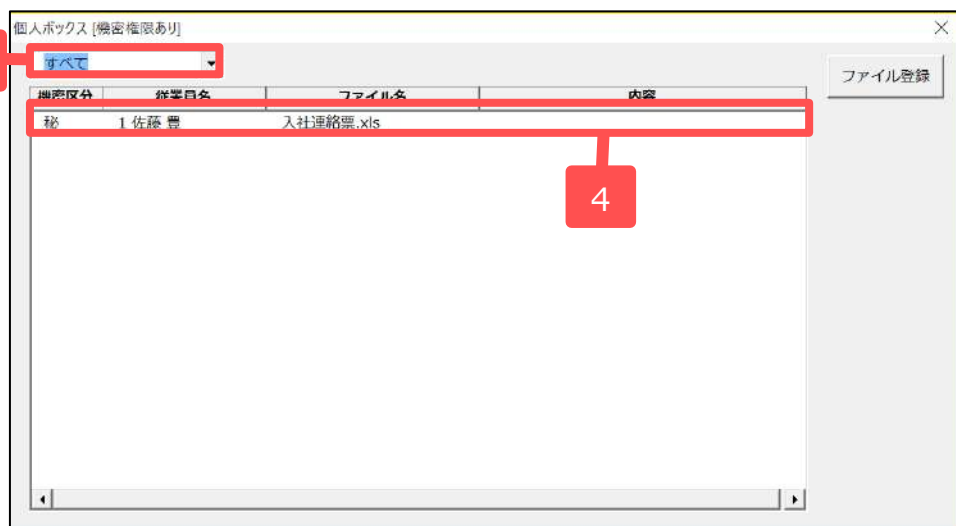 個人ボックス [機密権限あり]
すべて
ファイル登録
機密区分 従業員名 ファイル名 内容
秘 1 佐藤 豊 入社連絡票.xls
4